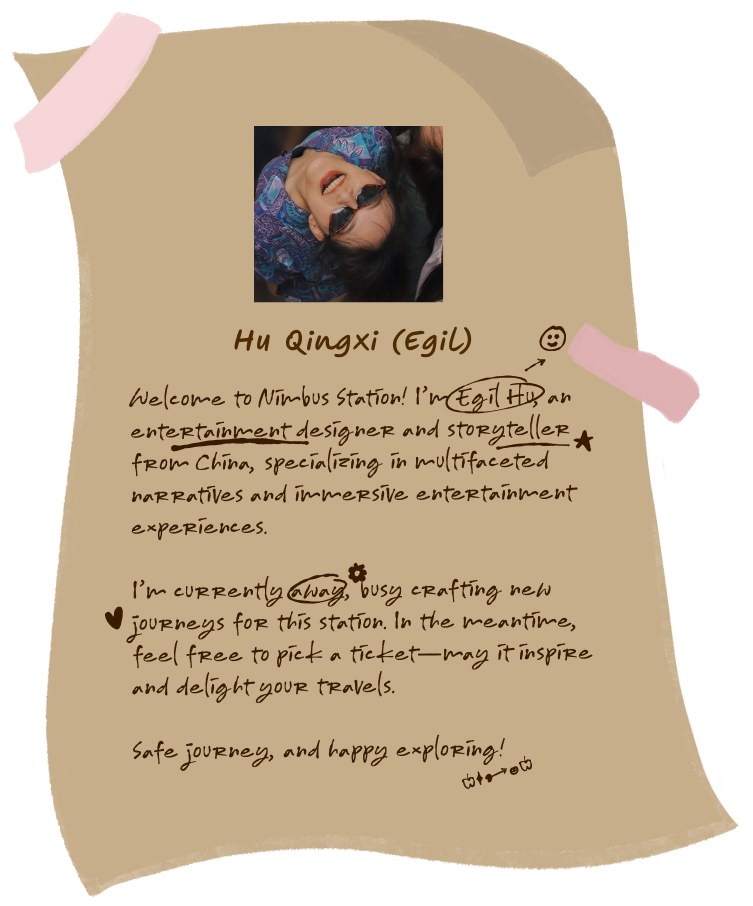 Hu Qingxi (Egil)
Welcome to Nimbus Station! I'm Egil Hu, an
entertainment designer and storyteller
from China, specializing in multifaceted
narratives and immersive entertainment
experiences.
I'm currently away, busy crafting new
journeys for this station. In the meantime,
feel free to pick a ticket—may it inspire
and delight your travels.
Safe journey, and happy exploring!